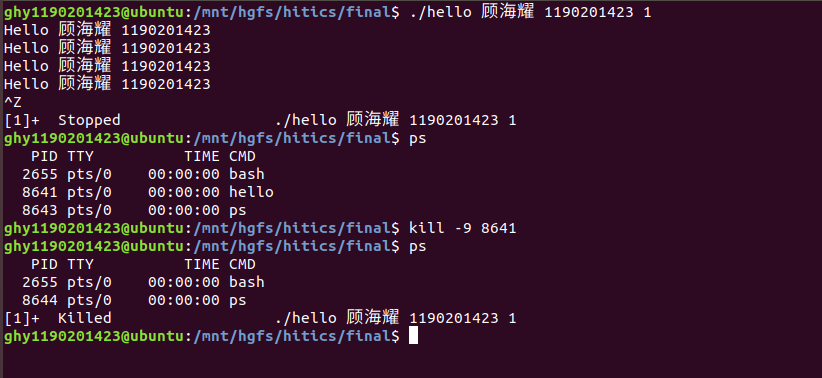 ghy1190201423@ubuntu:/mnt/hgfs/hitics/final$ ./hello 顾海耀 1190201423 1
Hello 顾海耀 1190201423
Hello 顾海耀 1190201423
Hello 顾海耀 1190201423
Hello 顾海耀 1190201423
^Z
[1]+  Stopped                 ./hello 顾海耀 1190201423 1
ghy1190201423@ubuntu:/mnt/hgfs/hitics/final$ ps
   PID TTY          TIME CMD
  2655 pts/0    00:00:00 bash
  8641 pts/0    00:00:00 hello
  8643 pts/0    00:00:00 ps
ghy1190201423@ubuntu:/mnt/hgfs/hitics/final$ kill -9 8641
ghy1190201423@ubuntu:/mnt/hgfs/hitics/final$ ps
   PID TTY          TIME CMD
  2655 pts/0    00:00:00 bash
  8644 pts/0    00:00:00 ps
[1]+  Killed                  ./hello 顾海耀 1190201423 1
ghy1190201423@ubuntu:/mnt/hgfs/hitics/final$